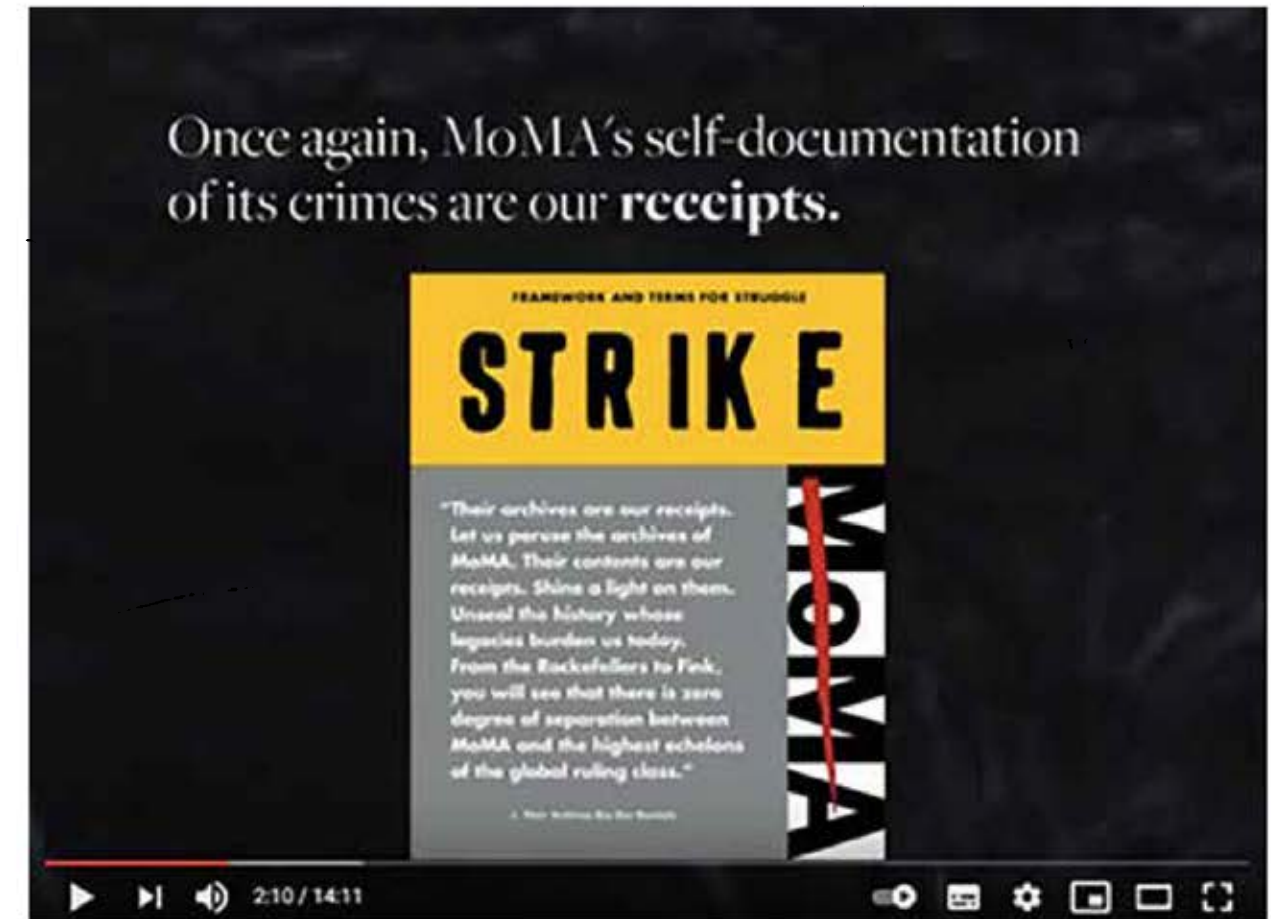 Once again, MoMA's self-documentation
of its crimes are our receipts.
FRAMEWORK AND TERMS FOR STRUGGLE
STRIKE
"Their archives are our receipts.
Let us peruse the archives of
MoMA. Their contents are our
receipts. Shine a light on them.
Unseal the history whose
legacies burden us today.
From the Rockefellers to Fink,
you will see that there is zero
degree of separation between
MoMA and the highest echelons
of the global ruling class."
MoMA
2:10 / 14:11